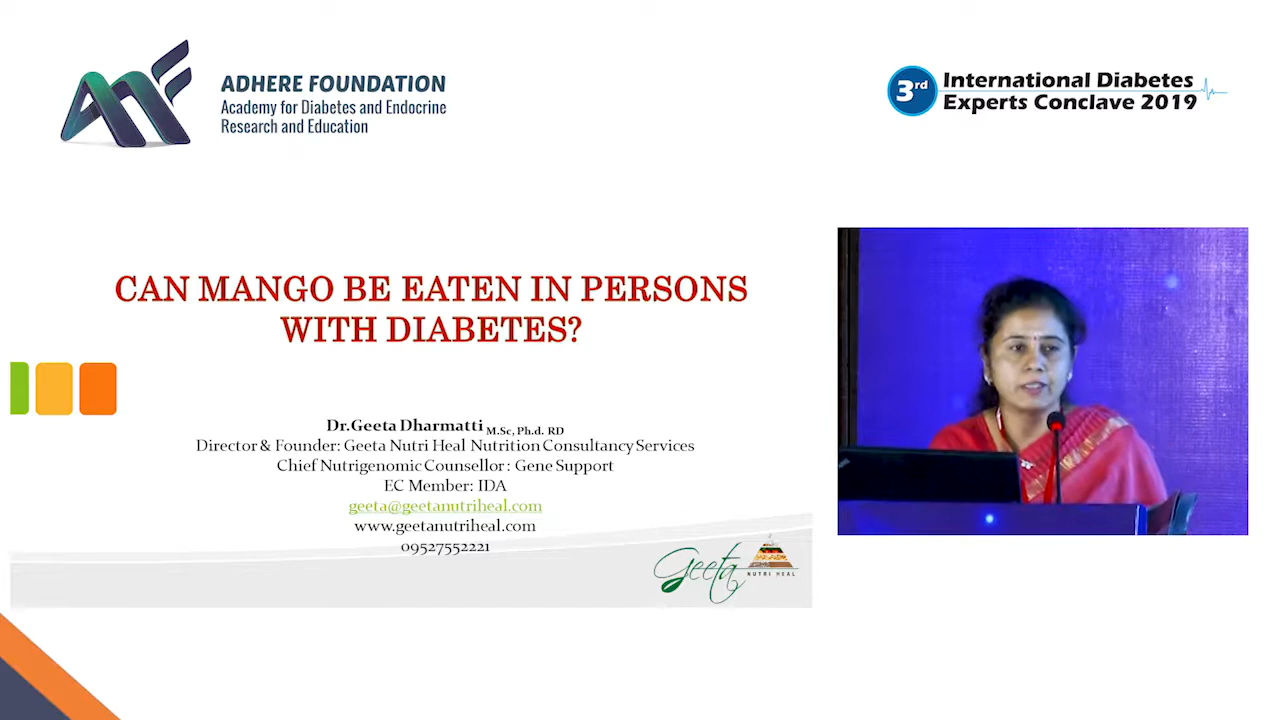 ADHERE FOUNDATION
Academy for Diabetes and Endocrine
Research and Education
3rd
International Diabetes
Experts Conclave 2019
CAN MANGO BE EATEN IN PERSONS
WITH DIABETES?
Dr.Geeta Dharmatti M.Sc, Ph.d. RD
Director & Founder: Geeta Nutri Heal Nutrition Consultancy Services
Chief Nutrigenomic Counsellor : Gene Support
EC Member: IDA
geeta@geetanutriheal.com
www.geetanutriheal.com
09527552221
Geeta
NUTRI HEAL